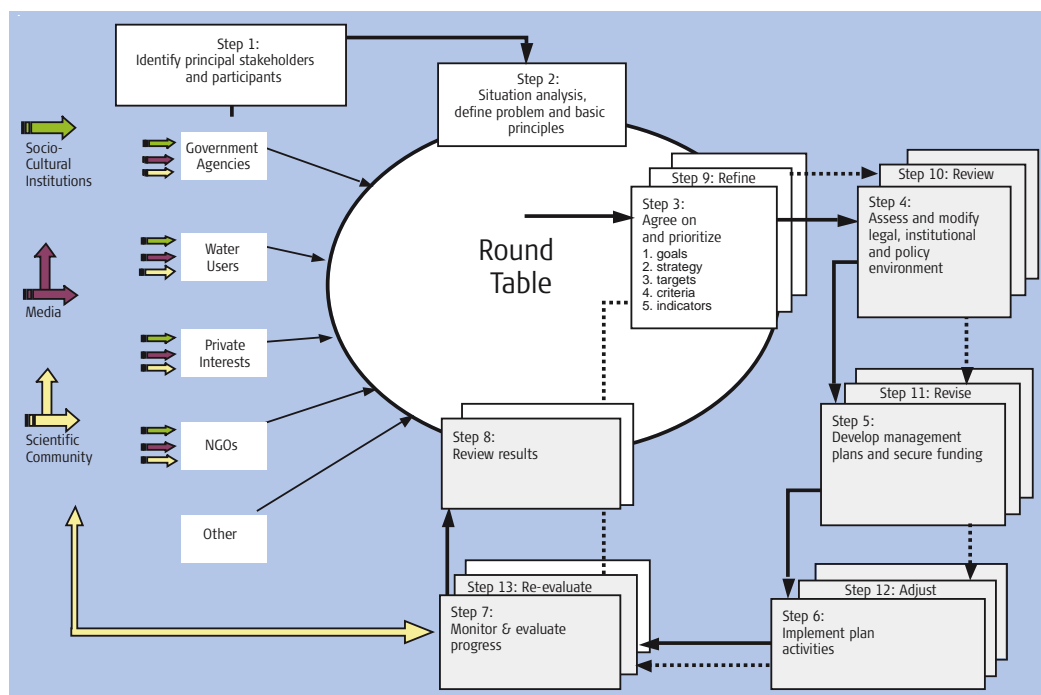 Step 1:
Identify principal stakeholders
and participants
Step 2:
Situation analysis,
define problem and basic
principles
Socio-
Cultural
Institutions
Media
Scientific
Community
Government
Agencies
Water
Users
Private
Interests
NGOs
Other
Round
Table
Step 9: Refine
Step 3:
Agree on
and prioritize
1. goals
2. strategy
3. targets
4. criteria
5. indicators
Step 10: Review
Step 4:
Assess and modify
legal, institutional
and policy
environment
Step 11: Revise
Step 5:
Develop management
plans and secure funding
Step 12: Adjust
Step 6:
Implement plan
activities
Step 13: Re-evaluate
Step 7:
Monitor & evaluate
progress
Step 8:
Review results